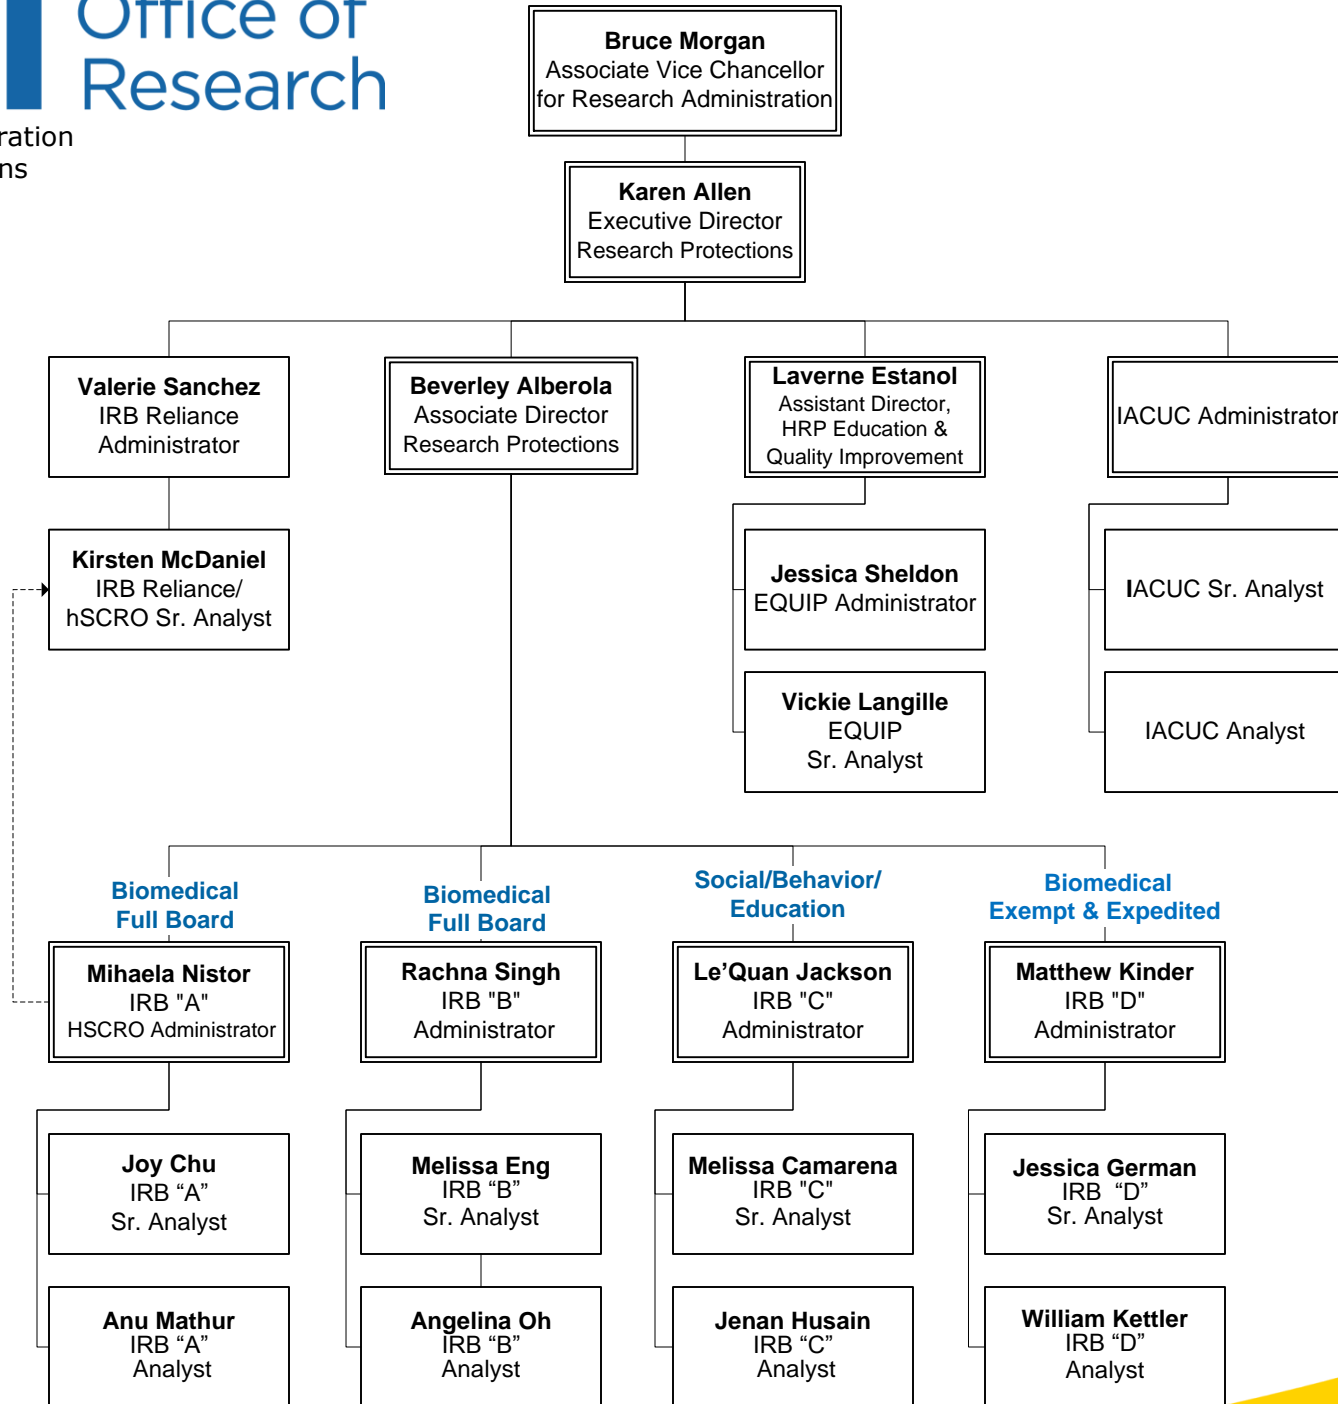 Office of
Research
ration
ns
Bruce Morgan
Associate Vice Chancellor
for Research Administration
Karen Allen
Executive Director
Research Protections
Valerie Sanchez
IRB Reliance
Administrator
Beverley Alberola
Associate Director
Research Protections
Laverne Estanol
Assistant Director,
HRP Education &
Quality Improvement
IACUC Administrator
Kirsten McDaniel
IRB Reliance/
hSCRO Sr. Analyst
Jessica Sheldon
EQUIP Administrator
IACUC Sr. Analyst
Vickie Langille
EQUIP
Sr. Analyst
IACUC Analyst
Biomedical
Full Board
Biomedical
Full Board
Social/Behavior/
Education
Biomedical
Exempt & Expedited
Mihaela Nistor
IRB "A"
HSCRO Administrator
Rachna Singh
IRB "B"
Administrator
Le’Quan Jackson
IRB "C"
Administrator
Matthew Kinder
IRB "D"
Administrator
Joy Chu
IRB “A”
Sr. Analyst
Melissa Eng
IRB “B”
Sr. Analyst
Melissa Camarena
IRB "C"
Sr. Analyst
Jessica German
IRB “D”
Sr. Analyst
Anu Mathur
IRB “A”
Analyst
Angelina Oh
IRB “B”
Analyst
Jenan Husain
IRB “C”
Analyst
William Kettler
IRB “D”
Analyst